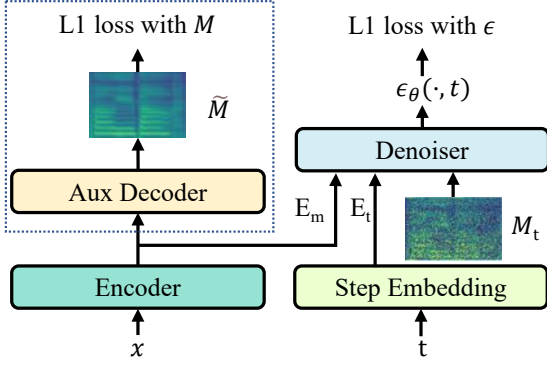 L1 loss with M
M̃
Aux Decoder
Encoder
x
L1 loss with ϵ
ϵθ(·, t)
Denoiser
Em
Et
Mt
Step Embedding
t